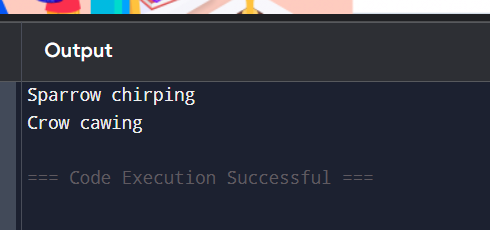 Output
Sparrow chirping
Crow cawing
=== Code Execution Successful ===